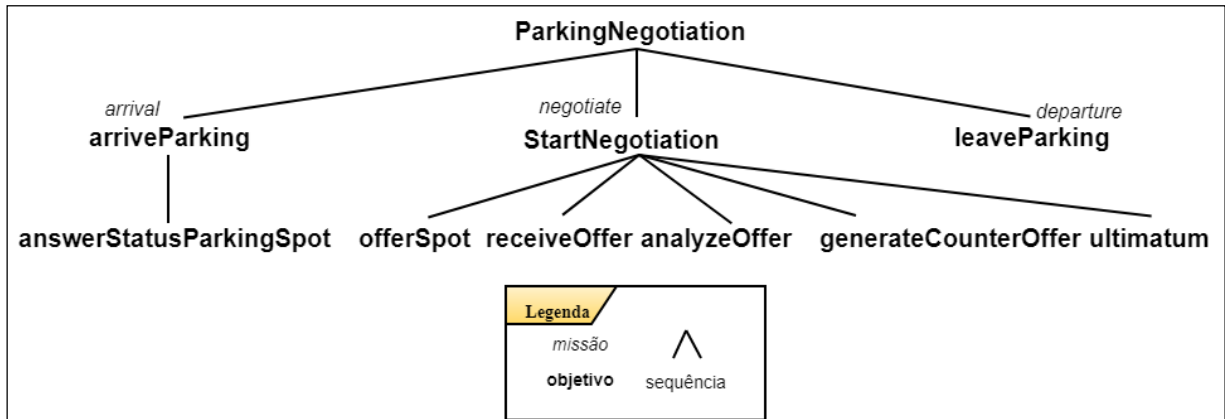 ParkingNegotiation
arrival
negotiate
departure
arriveParking
StartNegotiation
leaveParking
answerStatusParkingSpot
offerSpot
receiveOffer
analyzeOffer
generateCounterOffer
ultimatum
Legenda
missão
objetivo
sequência